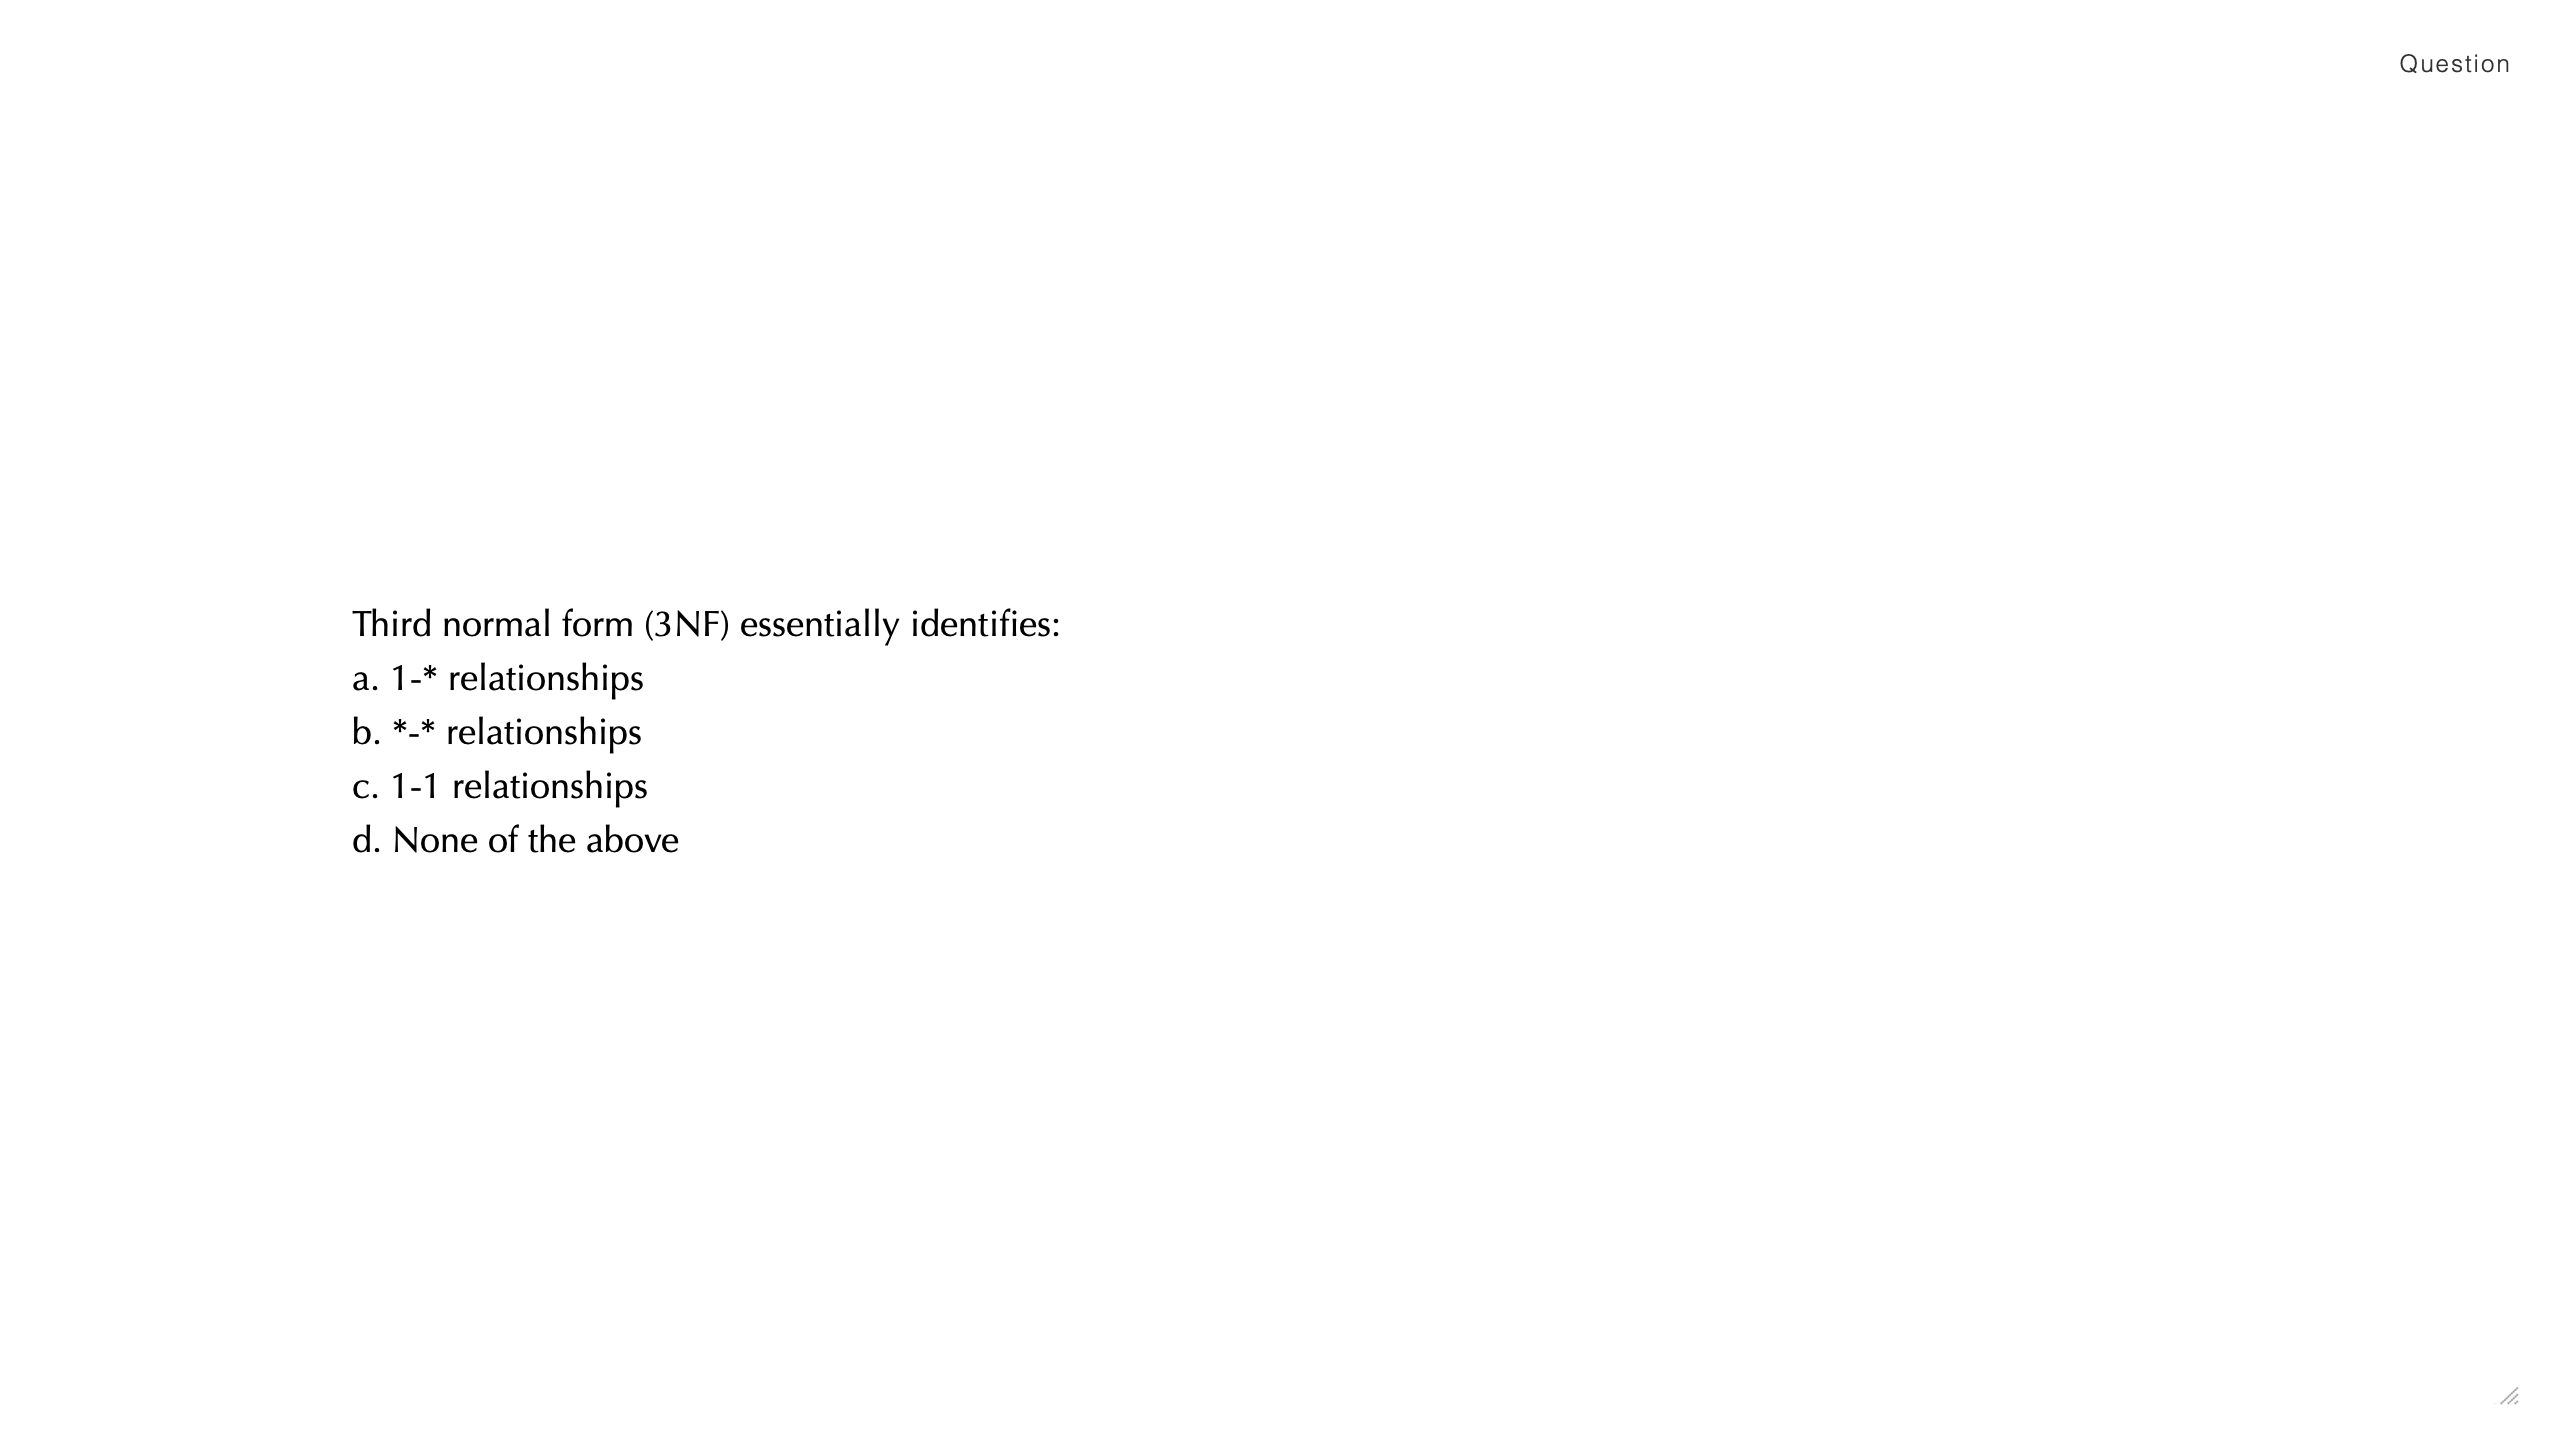 Question
Third normal form (3NF) essentially identifies:
a. 1-* relationships
b. *-* relationships
c. 1-1 relationships
d. None of the above